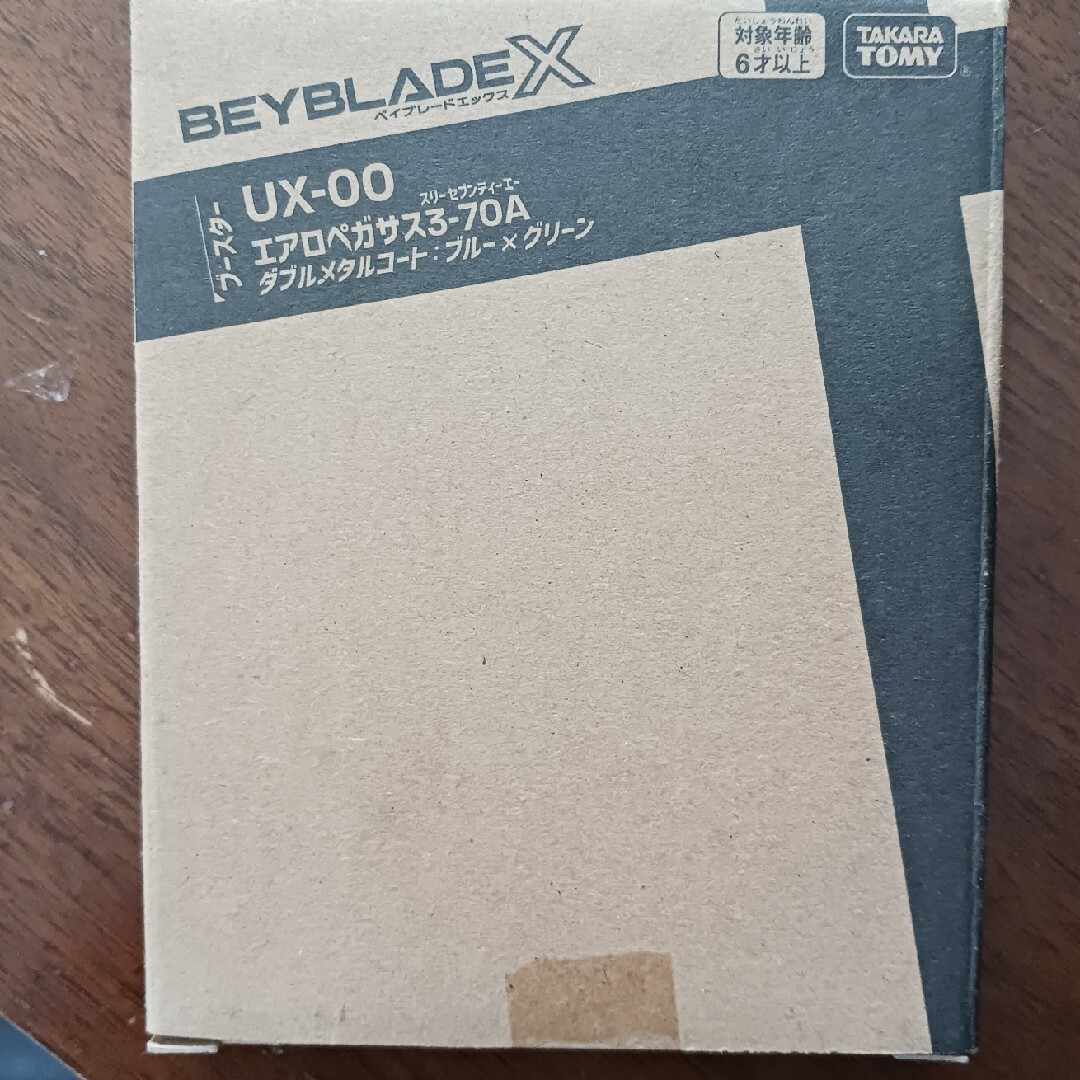 BEYBLADE X
ベイブレードエックス
たいしょうねんれい
対象年齢
さい いじょう
6才以上
TAKARA
TOMY
®
ブースター
UX-00
スリーセブンティーエー
エアロペガサス3-70A
ダブルメタルコート:ブルー×グリーン